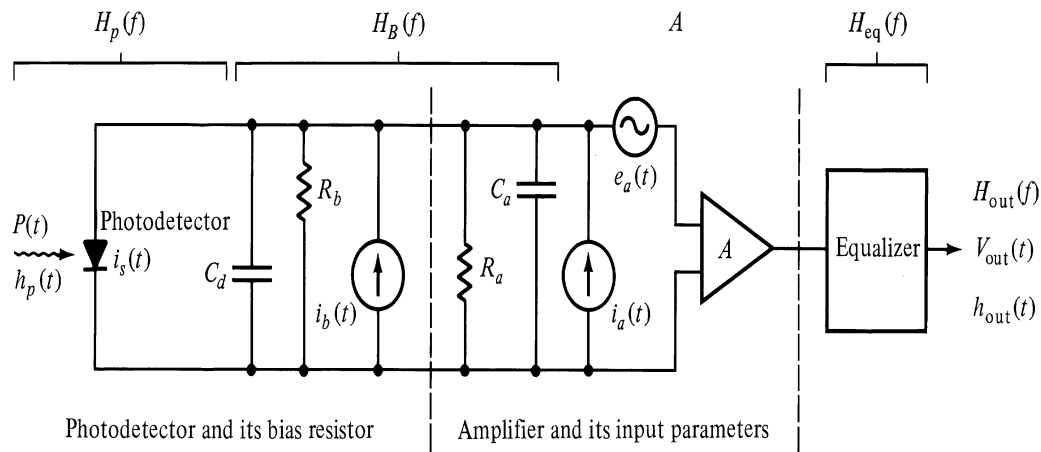 H_p(f) H_B(f) A H_eq(f)
R_b
C_a
e_a(t)
P(t)
h_p(t)
Photodetector
i_s(t)
C_d
i_b(t)
R_a
i_a(t)
A
Equalizer
H_out(f)
V_out(t)
h_out(t)
Photodetector and its bias resistor
Amplifier and its input parameters